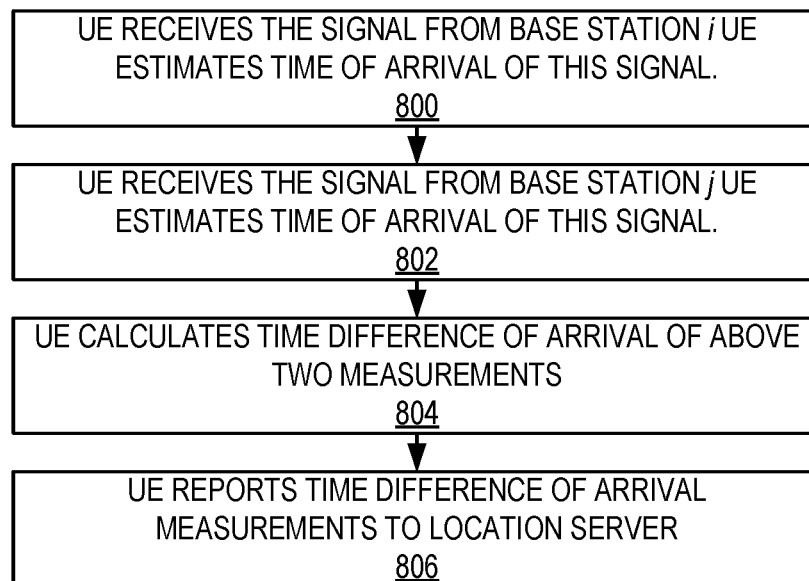 UE RECEIVES THE SIGNAL FROM BASE STATION i UE
ESTIMATES TIME OF ARRIVAL OF THIS SIGNAL.
800
UE RECEIVES THE SIGNAL FROM BASE STATION j UE
ESTIMATES TIME OF ARRIVAL OF THIS SIGNAL.
802
UE CALCULATES TIME DIFFERENCE OF ARRIVAL OF ABOVE
TWO MEASUREMENTS
804
UE REPORTS TIME DIFFERENCE OF ARRIVAL
MEASUREMENTS TO LOCATION SERVER
806